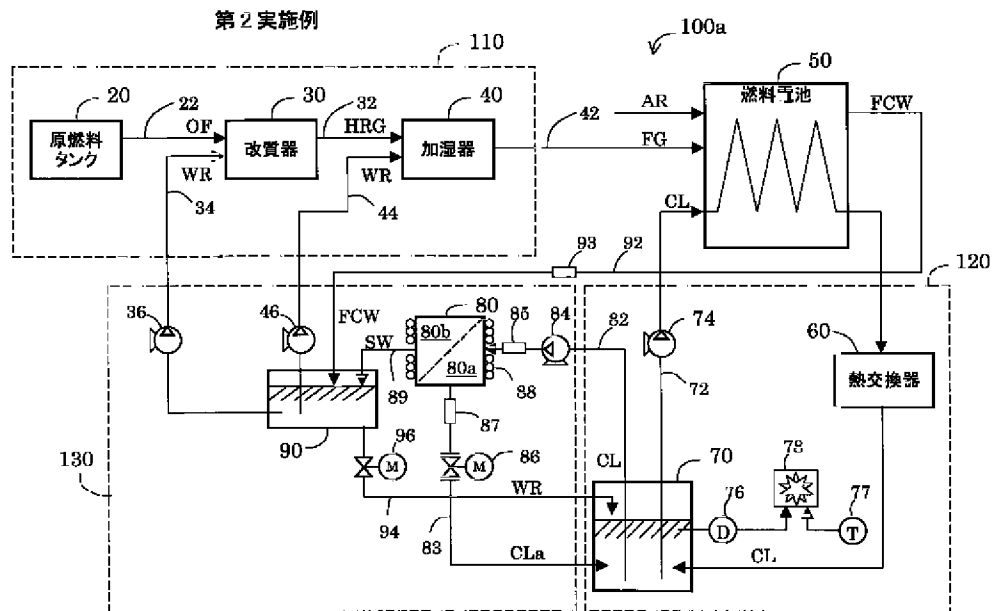 第2実施例
100a
110
50
燃料電池
20
22
30
32
40
42
AR
FCW
原燃料
タンク
OF
改質器
HRG
加湿器
FG
WR
WR
34
44
CL
93
92
120
36
46
FCW
80
80b
80a
SW
85
84
82
74
60
熱交換器
89
88
72
90
87
96
M
86
M
CL
70
78
130
WR
76
77
D
T
94
83
CLa
CL